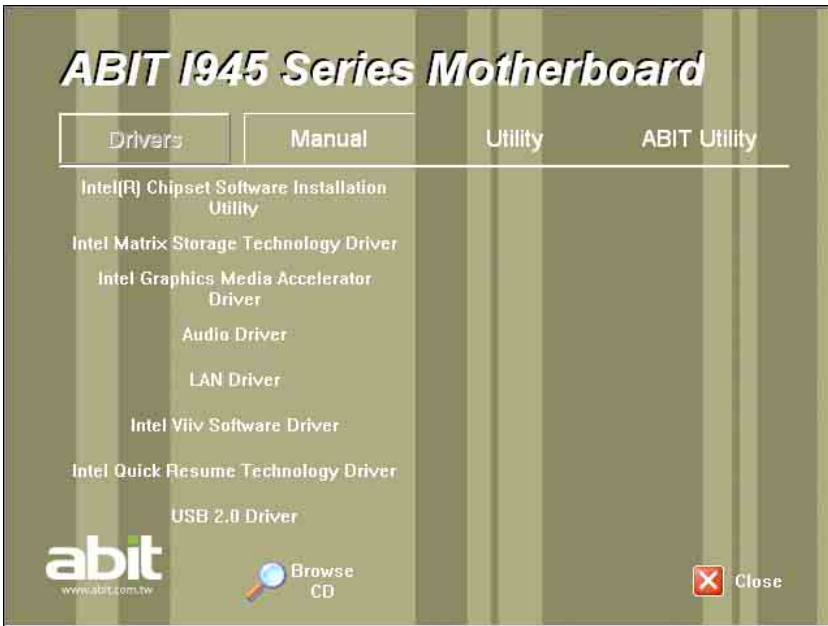 ABIT I945 Series Motherboard
Drivers
Manual
Utility
ABIT Utility
Intel(R) Chipset Software Installation
Utility
Intel Matrix Storage Technology Driver
Intel Graphics Media Accelerator
Driver
Audio Driver
LAN Driver
Intel Viiv Software Driver
Intel Quick Resume Technology Driver
USB 2.0 Driver
abit
www.abit.com.tw
Browse
CD
Close